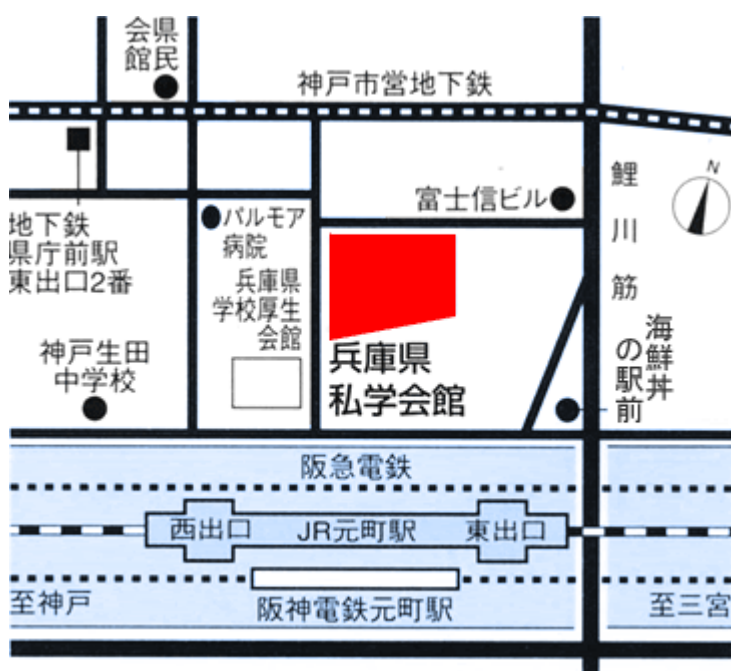 県民
会館
神戸市営地下鉄
富士信ビル
鯉川筋
N
地下鉄
県庁前駅
東出口2番
パルモア
病院
兵庫県
学校厚生
会館
神戸生田
中学校
兵庫県
私学会館
海鮮丼
の駅前
阪急電鉄
西出口
JR元町駅
東出口
至神戸
阪神電鉄元町駅
至三宮